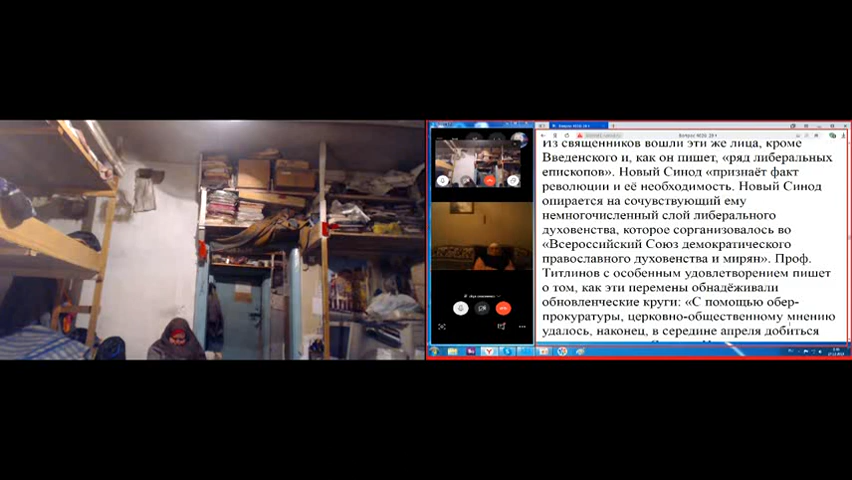 Из священников вошли эти же лица, кроме
Введенского и, как он пишет, «ряд либеральных
епископов». Новый Синод «признаёт факт
революции и её необходимость. Новый Синод
опирается на сочувствующий ему
немногочисленный слой либерального
духовенства, которое сорганизовалось во
«Всероссийский Союз демократического
православного духовенства и мирян». Проф.
Титлинов с особенным удовлетворением пишет
о том, как эти перемены обнадёживали
обновленческие круги: «С помощью обер-
прокуратуры, церковно-общественному мнению
удалось, наконец, в середине апреля добиться